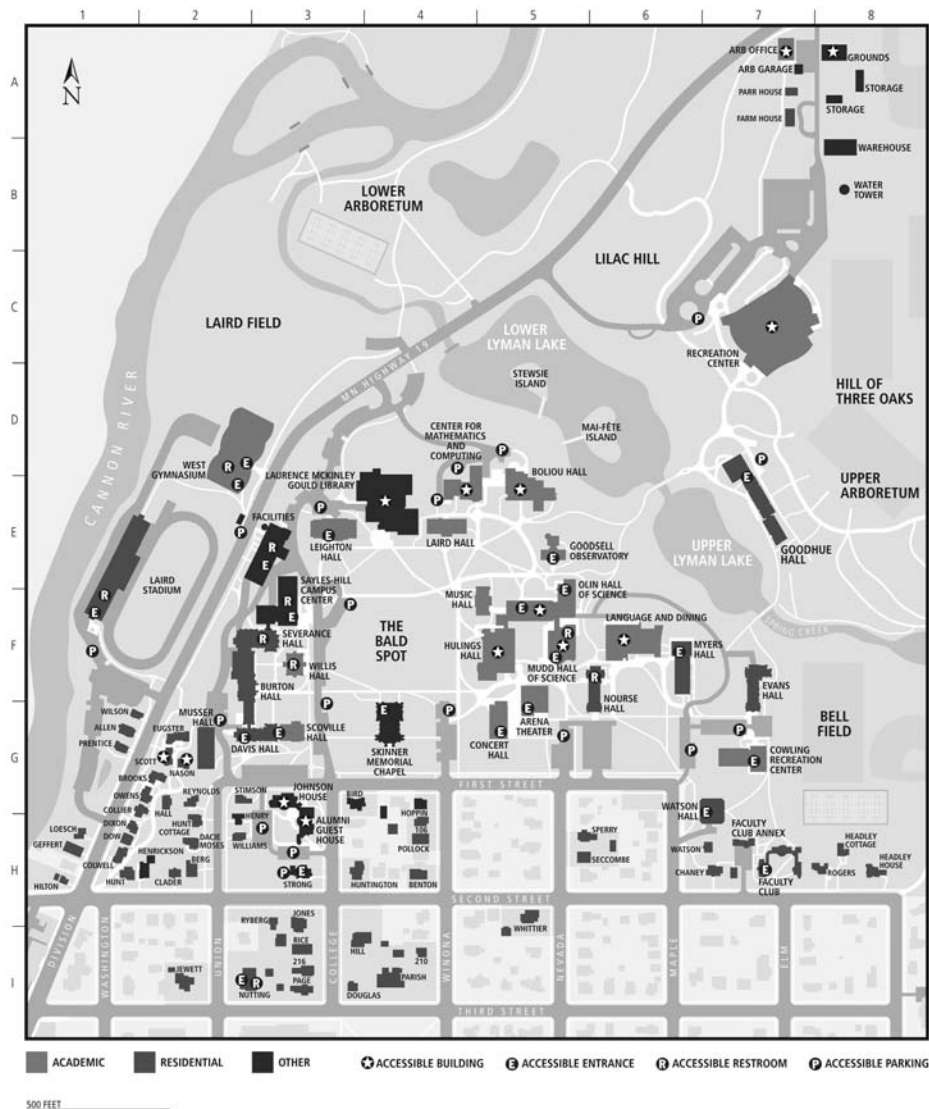 1 2 3 4 5 6 7 8
A
B
C
D
E
F
G
H
I
N
ARB OFFICE
GROUNDS
ARB GARAGE
STORAGE
PARR HOUSE
STORAGE
FARM HOUSE
WAREHOUSE
WATER
TOWER
LOWER
ARBORETUM
LILAC HILL
LAIRD FIELD
MN HIGHWAY 19
LOWER
LYMAN LAKE
RECREATION
CENTER
STEWSIE
ISLAND
HILL OF
THREE OAKS
CANNON RIVER
MAI-FÊTE
ISLAND
CENTER FOR
MATHEMATICS
AND
COMPUTING
WEST
GYMNASIUM
LAURENCE MCKINLEY
GOULD LIBRARY
BOLIOU HALL
UPPER
ARBORETUM
FACILITIES
LEIGHTON
HALL
LAIRD HALL
GOODSELL
OBSERVATORY
UPPER
LYMAN LAKE
GOODHUE
HALL
LAIRD
STADIUM
SAYLES-HILL
CAMPUS
CENTER
MUSIC
HALL
OLIN HALL
OF SCIENCE
LANGUAGE AND DINING
SPRING CREEK
SEVERANCE
HALL
THE
BALD
SPOT
HULINGS
HALL
MYERS
HALL
WILLIS
HALL
MUDD HALL
OF SCIENCE
BURTON
HALL
NOURSE
HALL
EVANS
HALL
BELL
FIELD
WILSON
ALLEN
PRENTICE
MUSSER
HALL
EUGSTER
SCOTT
NASON
DAVIS HALL
SCOVILLE
HALL
SKINNER
MEMORIAL
CHAPEL
CONCERT
HALL
ARENA
THEATER
COWLING
RECREATION
CENTER
FIRST STREET
BROOKS
OWENS
COLLIER
DIXON
DOW
REYNOLDS
HALL
HUNT
COTTAGE
STIMSON
JOHNSON
HOUSE
BIRD
HOPPIN
106
POLLOCK
HENRY
WILLIAMS
ALUMNI
GUEST
HOUSE
WATSON
HALL
FACULTY
CLUB ANNEX
LOESCH
GEFFERT
COLWELL
HENRICKSON
DACIE
MOSES
BERG
SPERRY
SECCOMBE
WATSON
HEADLEY
COTTAGE
HEADLEY
HOUSE
HILTON
HUNT
CLADER
STRONG
HUNTINGTON
BENTON
CHANEY
FACULTY
CLUB
ROGERS
SECOND STREET
DIVISION
WASHINGTON
UNION
COLLEGE
WINONA
NEVADA
MAPLE
ELM
RYBERG
JONES
RICE
216
PAGE
NUTTING
JEWETT
HILL
210
PARISH
DOUGLAS
WHITTIER
THIRD STREET
P
E
R
ACADEMIC
RESIDENTIAL
OTHER
ACCESSIBLE BUILDING
E ACCESSIBLE ENTRANCE
R ACCESSIBLE RESTROOM
P ACCESSIBLE PARKING
500 FEET